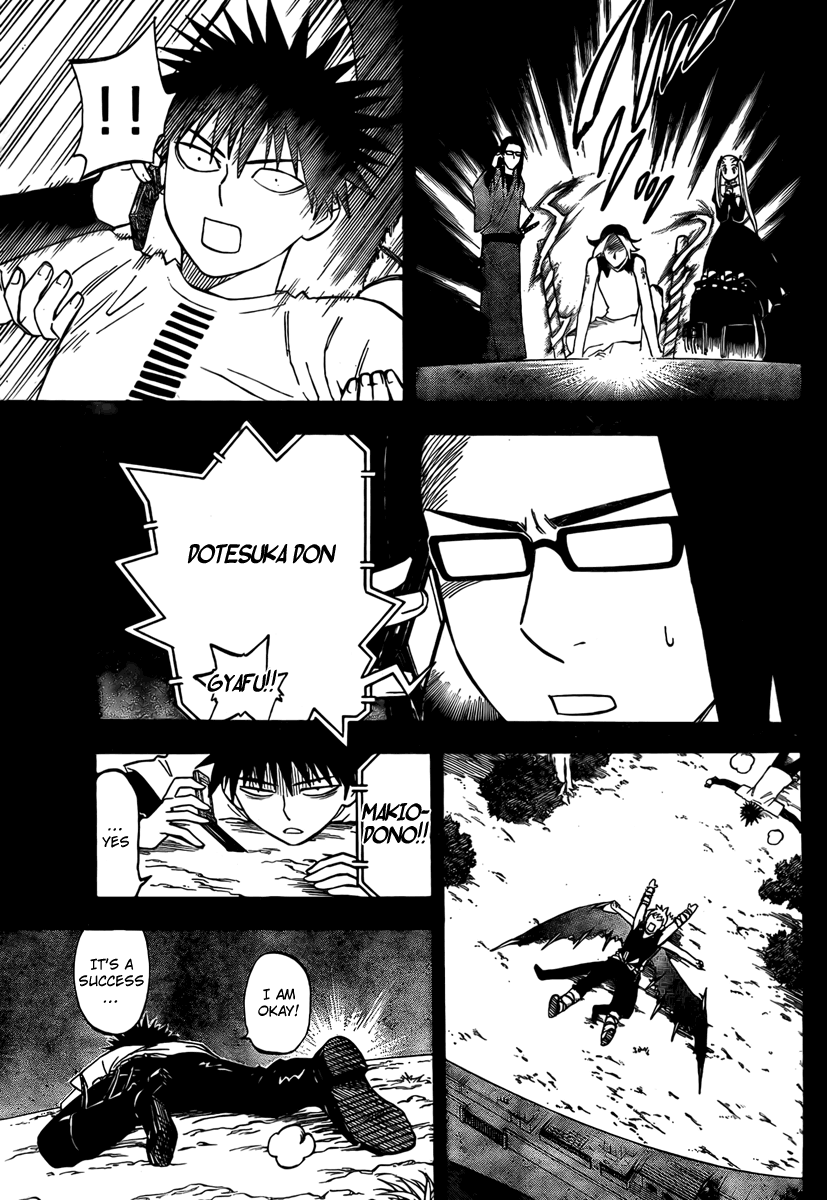 !!
DOTESUKA DON
GYAFU!!?
MAKIO-
DONO!!
...
YES
I AM
OKAY!
IT'S A
SUCCESS
...